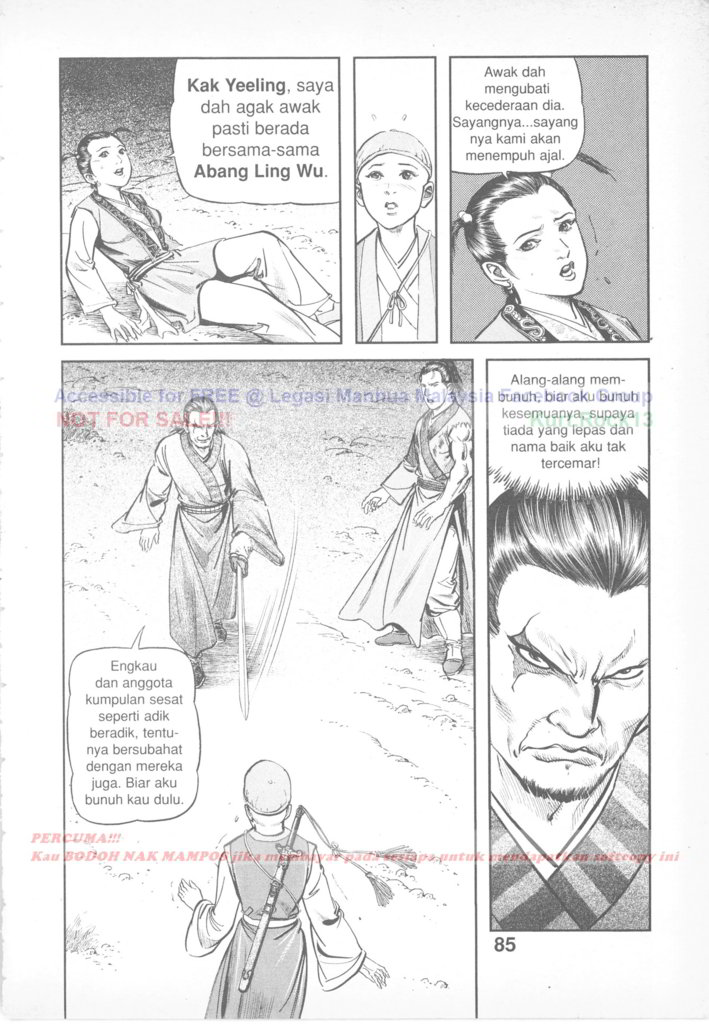 Kak Yeeling, saya
dah agak awak
pasti berada
bersama-sama
Abang Ling Wu.
Awak dah
mengubati
kecederaan dia.
Sayangnya...sayang
nya kami akan
menempuh ajal.
Accessible for FREE @ Legasi Manhua Malaysia Facebook Group
NOT FOR SALE!!!
KurtRock13
Engkau
dan anggota
kumpulan sesat
seperti adik
beradik, tentu-
nya bersubahat
dengan mereka
juga. Biar aku
bunuh kau dulu.
Alang-alang mem-
bunuh, biar aku bunuh
kesemuanya, supaya
tiada yang lepas dan
nama baik aku tak
tercemar!
PERCUMA!!!
Kau BODOH NAK MAMPOS jika membayar pada sesiapa untuk mendapatkan softcopy ini
85